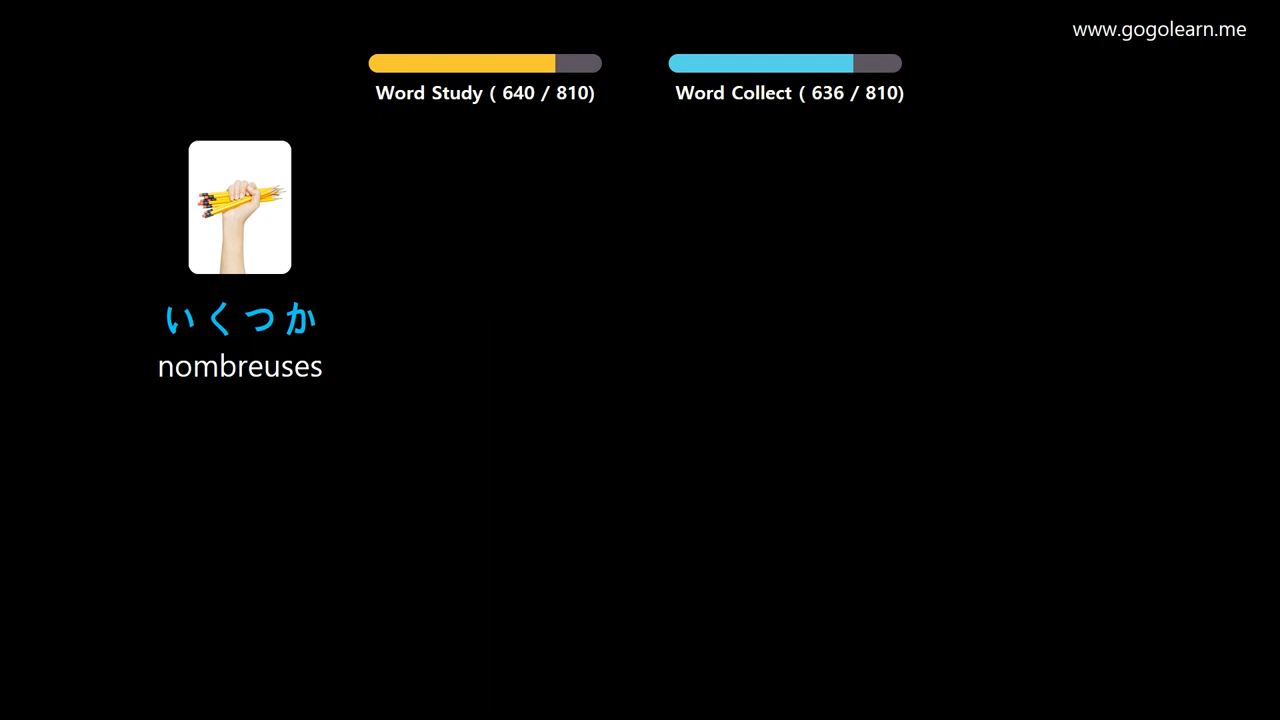 www.gogolearn.me
Word Study ( 640 / 810)
Word Collect ( 636 / 810)
いくつか
nombreuses